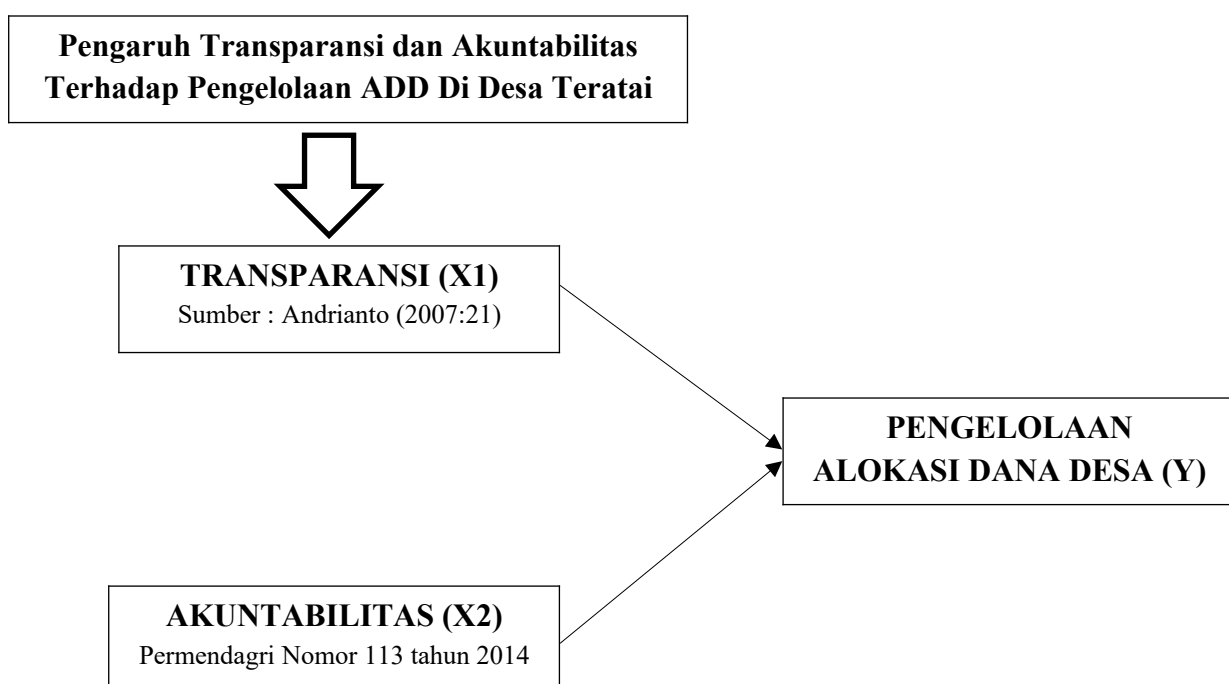 Pengaruh Transparansi dan Akuntabilitas
Terhadap Pengelolaan ADD Di Desa Teratai
TRANSPARANSI (X1)
Sumber : Andrianto (2007:21)
PENGELOLAAN
ALOKASI DANA DESA (Y)
AKUNTABILITAS (X2)
Permendagri Nomor 113 tahun 2014